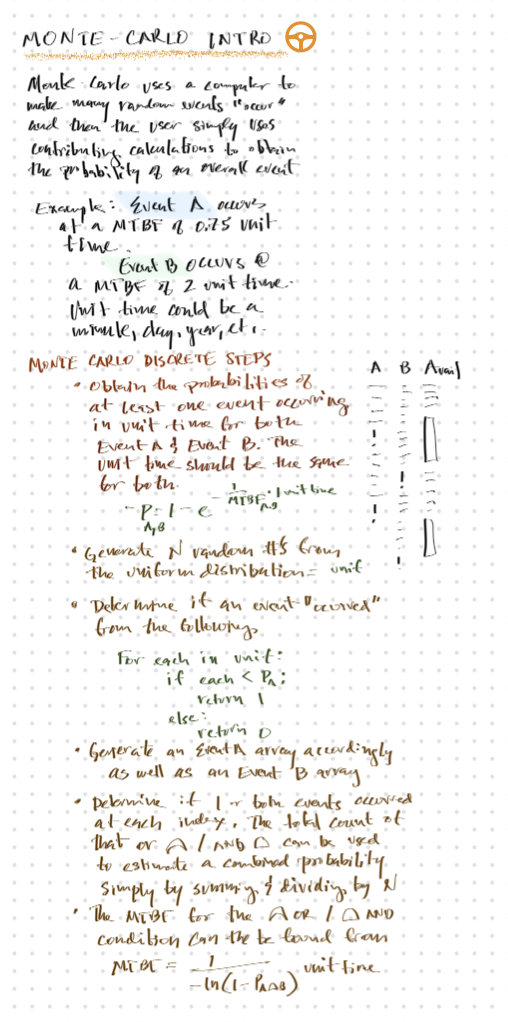 MONTE-CARLO INTRO
Monte Carlo uses a computer to
make many random events "occur"
and then the user simply uses
contributing calculations to obtain
the probability of an overall event
Example: Event A occurs
at a MTBF of 0.75 unit
time.
Event B occurs @
a MTBF of 2 unit time.
Unit time could be a
minute, day, year, etc.
MONTE CARLO DISCRETE STEPS
A B Avail
• Obtain the probabilities of
at least one event occurring
in unit time for both
Event A & Event B. The
unit time should be the same
for both.
- P_{A,B} = 1 - e^{-\frac{1}{MTBF_{A,B}} \cdot 1 unit time}
• Generate N random #'s from
the uniform distribution = unif
• Determine if an event "occurred"
from the following
For each in unif:
if each < P_A:
return 1
else:
return 0
• Generate an Event A array accordingly
as well as an Event B array
• Determine if 1 or both events occurred
at each index. The total count of
that OR / AND can be used
to estimate a combined probability
simply by summing & dividing by N
• The MTBF for the OR / AND
condition can the be found from
MTBF = \frac{1}{-ln(1 - P_{A B})} unit time